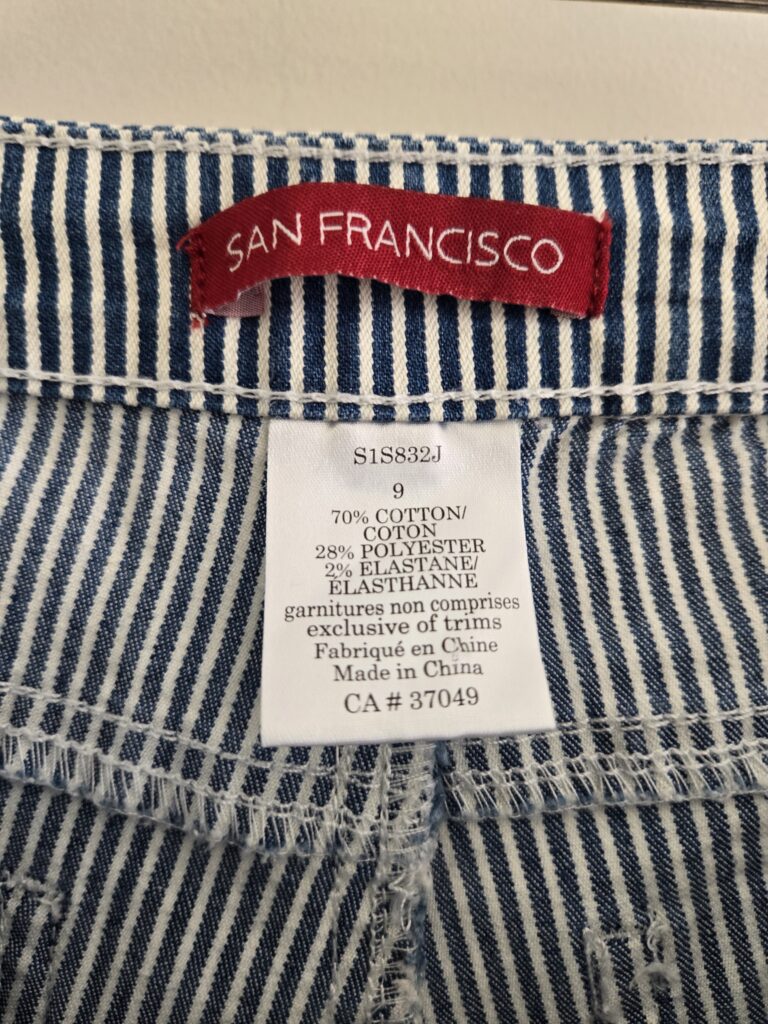 SAN FRANCISCO
S1S832J
9
70% COTTON/
COTON
28% POLYESTER
2% ELASTANE/
ELASTHANNE
garnitures non comprises
exclusive of trims
Fabriqué en Chine
Made in China
CA # 37049